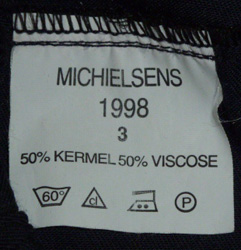 MICHIELSENS
1998
3
50% KERMEL 50% VISCOSE
60° cl P